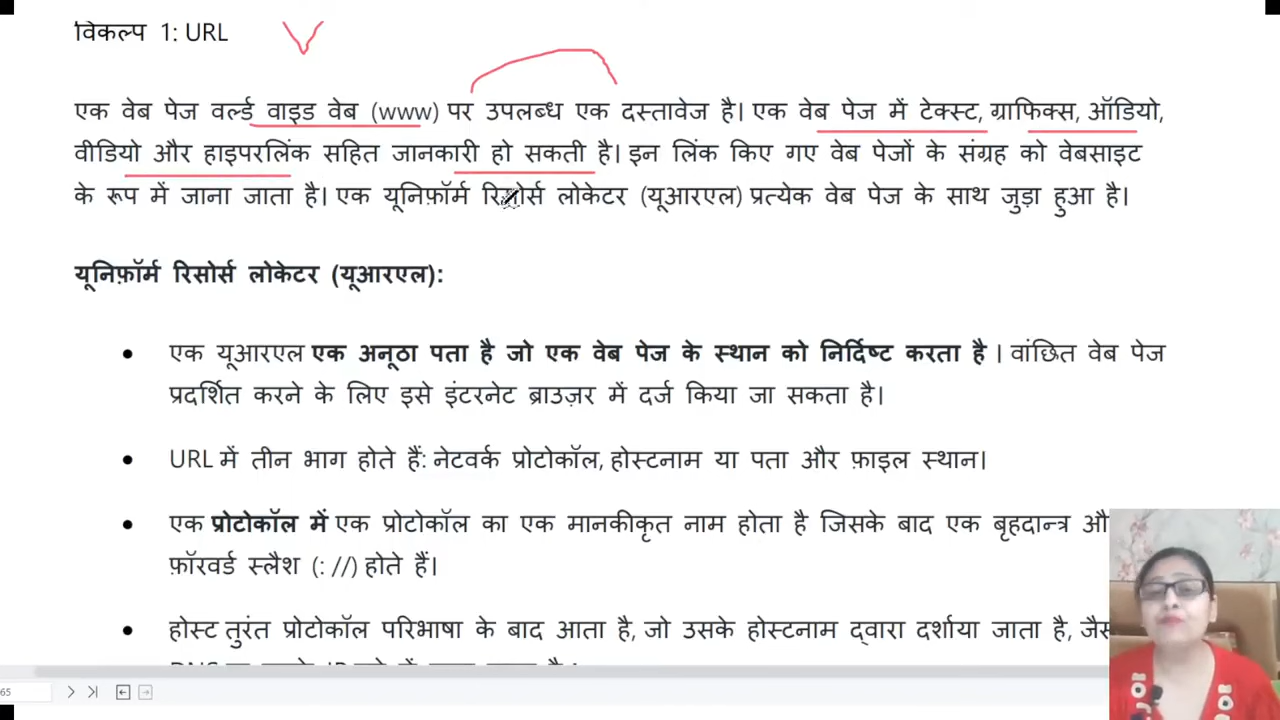 विकल्प 1: URL
एक वेब पेज वर्ल्ड वाइड वेब (www) पर उपलब्ध एक दस्तावेज है। एक वेब पेज में टेक्स्ट, ग्राफिक्स, ऑडियो,
वीडियो और हाइपरलिंक सहित जानकारी हो सकती है। इन लिंक किए गए वेब पेजों के संग्रह को वेबसाइट
के रूप में जाना जाता है। एक यूनिफ़ॉर्म रिसोर्स लोकेटर (यूआरएल) प्रत्येक वेब पेज के साथ जुड़ा हुआ है।
यूनिफ़ॉर्म रिसोर्स लोकेटर (यूआरएल):
• एक यूआरएल एक अनूठा पता है जो एक वेब पेज के स्थान को निर्दिष्ट करता है । वांछित वेब पेज
प्रदर्शित करने के लिए इसे इंटरनेट ब्राउज़र में दर्ज किया जा सकता है।
• URL में तीन भाग होते हैं: नेटवर्क प्रोटोकॉल, होस्टनाम या पता और फ़ाइल स्थान।
• एक प्रोटोकॉल में एक प्रोटोकॉल का एक मानकीकृत नाम होता है जिसके बाद एक बृहदान्त्र
फ़ॉरवर्ड स्लैश (: //) होते हैं।
• होस्ट तुरंत प्रोटोकॉल परिभाषा के बाद आता है, जो उसके होस्टनाम द्वारा दर्शाया जाता है,
65